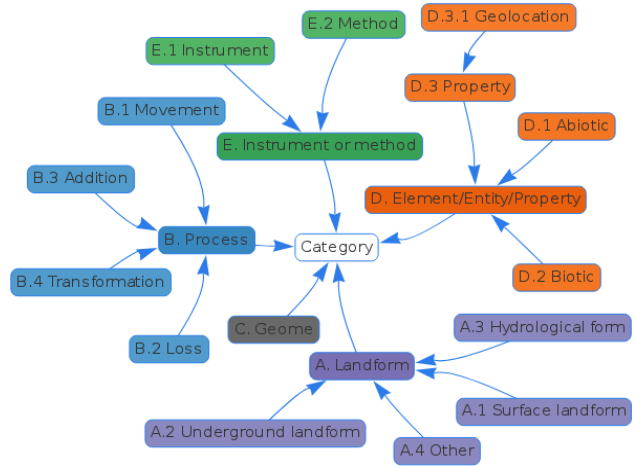 D.3.1 Geolocation
E.2 Method
E.1 Instrument
D.3 Property
B.1 Movement
D.1 Abiotic
E. Instrument or method
B.3 Addition
D. Element/Entity/Property
B. Process
Category
B.4 Transformation
D.2 Biotic
C. Geome
A.3 Hydrological form
B.2 Loss
A. Landform
A.1 Surface landform
A.2 Underground landform
A.4 Other